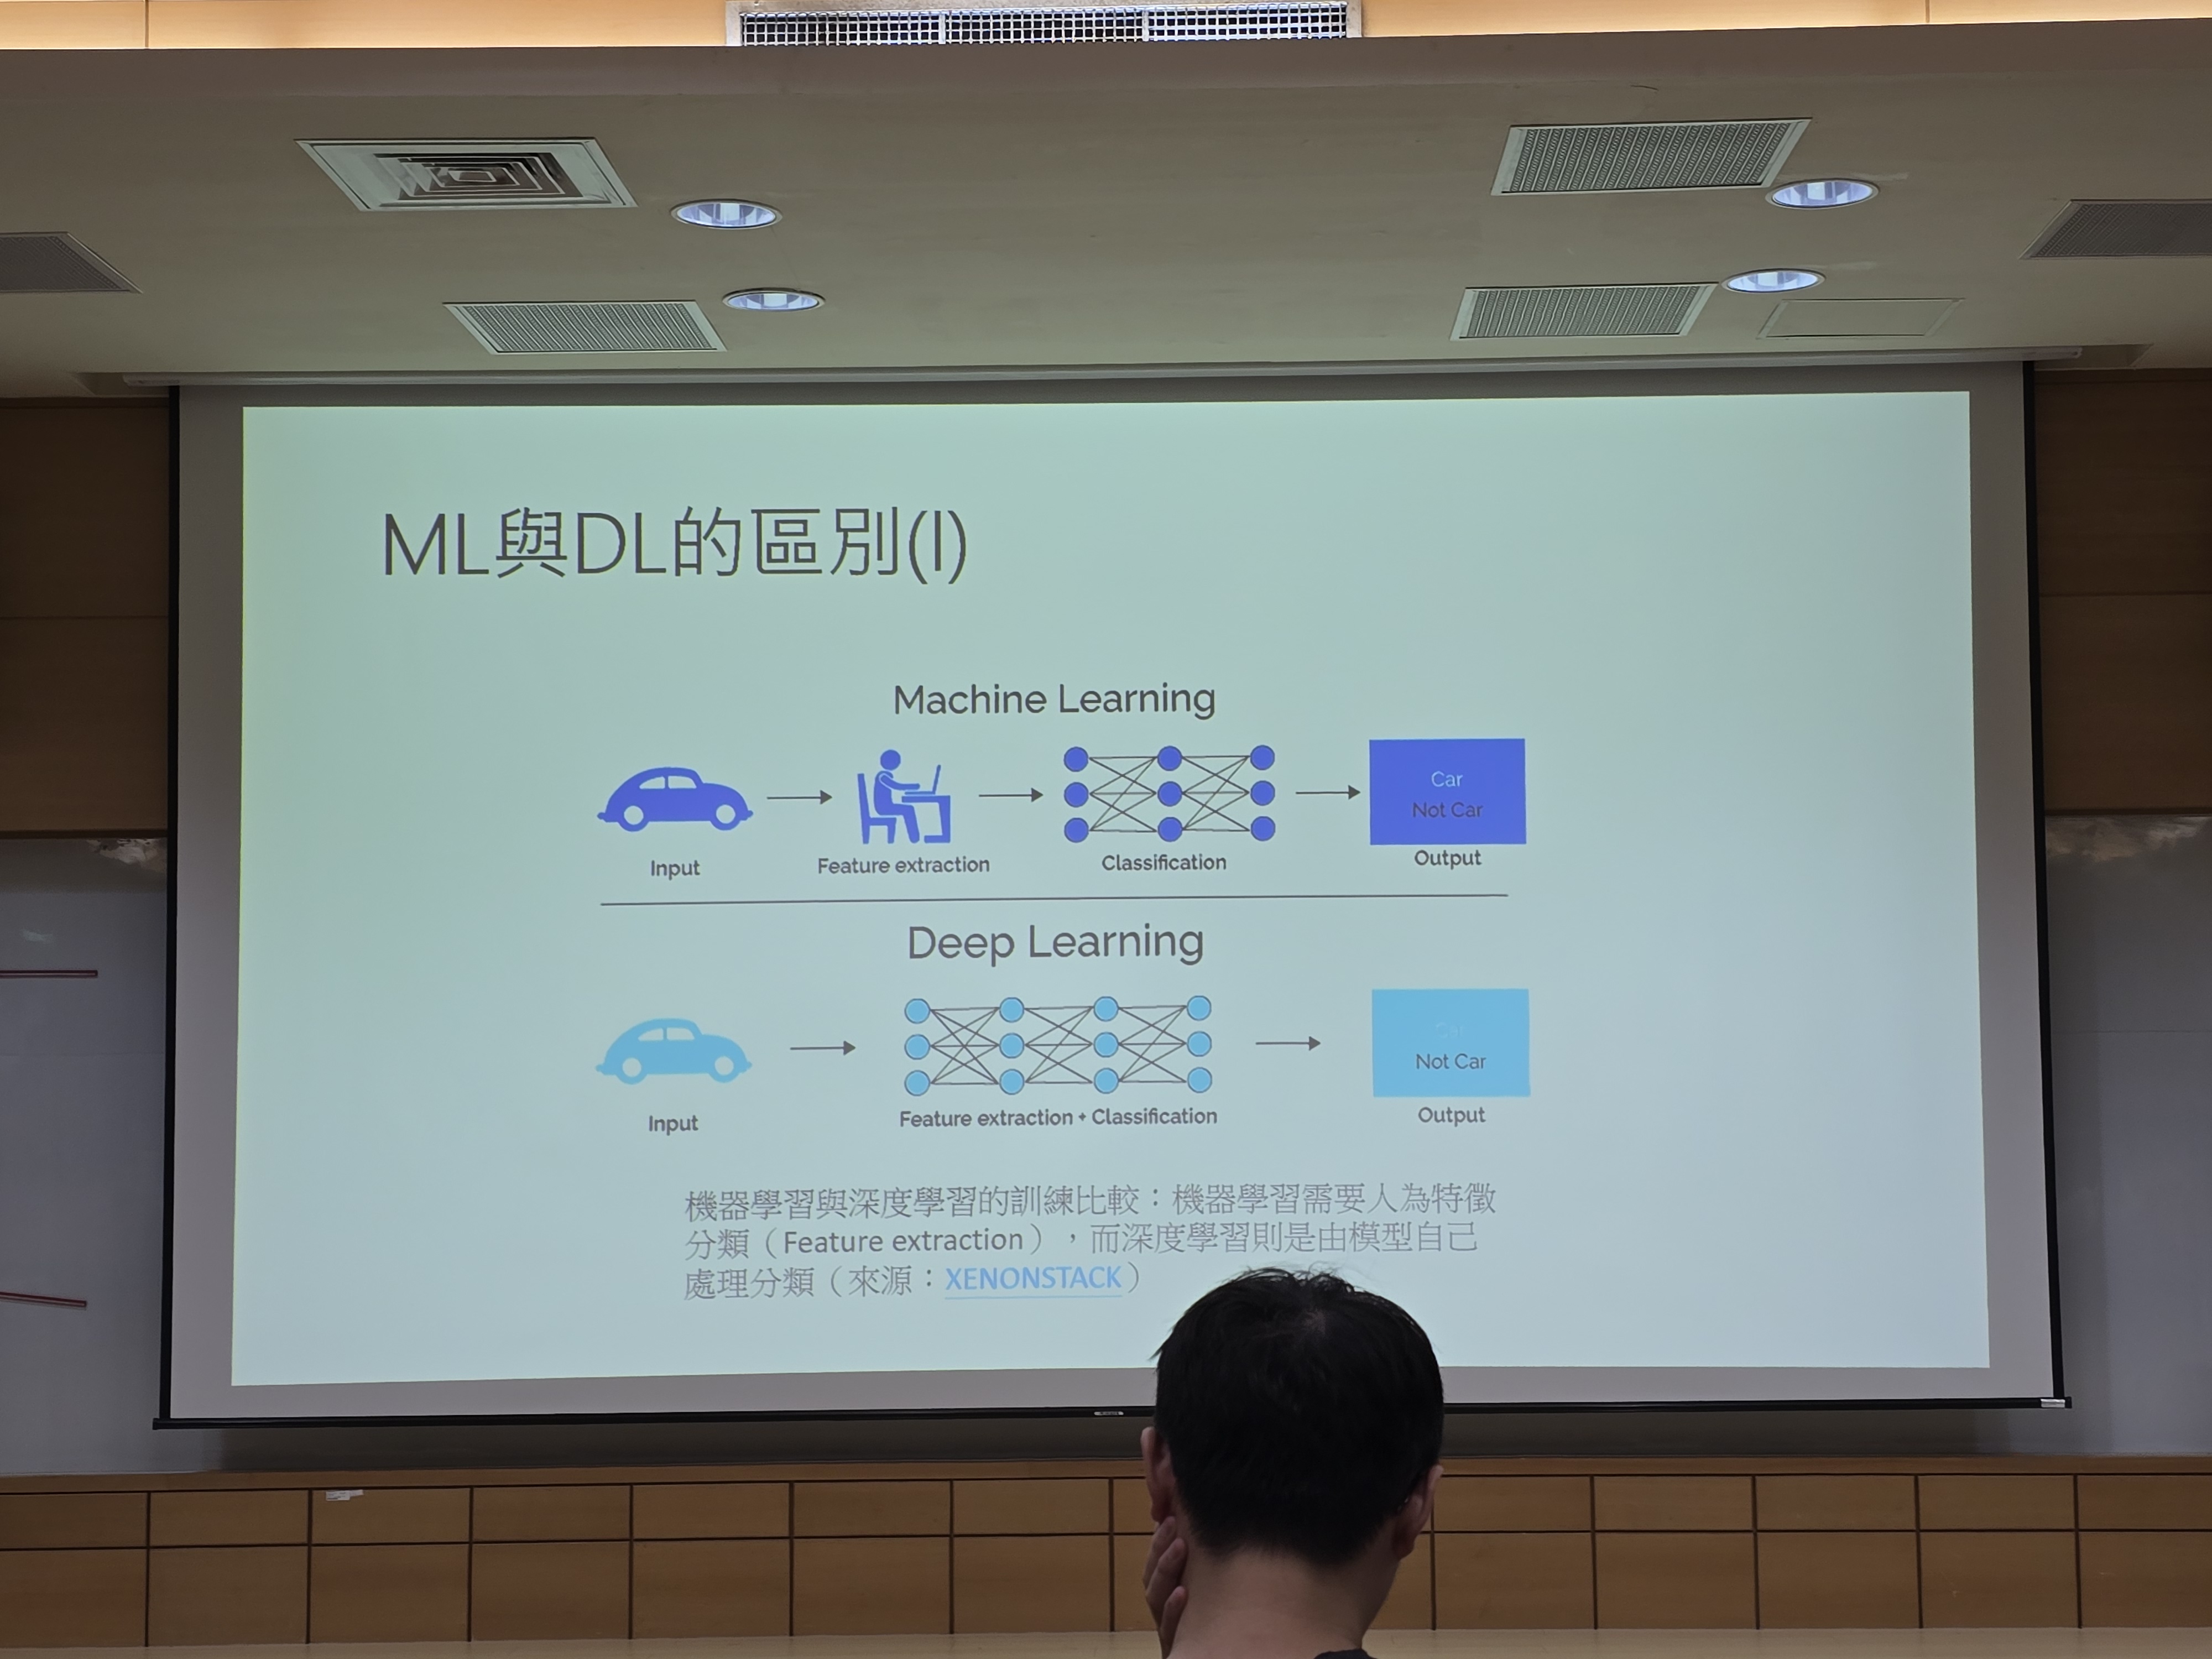 ML與DL的區別(I)
Machine Learning
Car
Not Car
Input
Feature extraction
Classification
Output
Deep Learning
Car
Not Car
Input
Feature extraction + Classification
Output
機器學習與深度學習的訓練比較：機器學習需要人為特徵
分類（Feature extraction），而深度學習則是由模型自己
處理分類（來源：XENONSTACK）